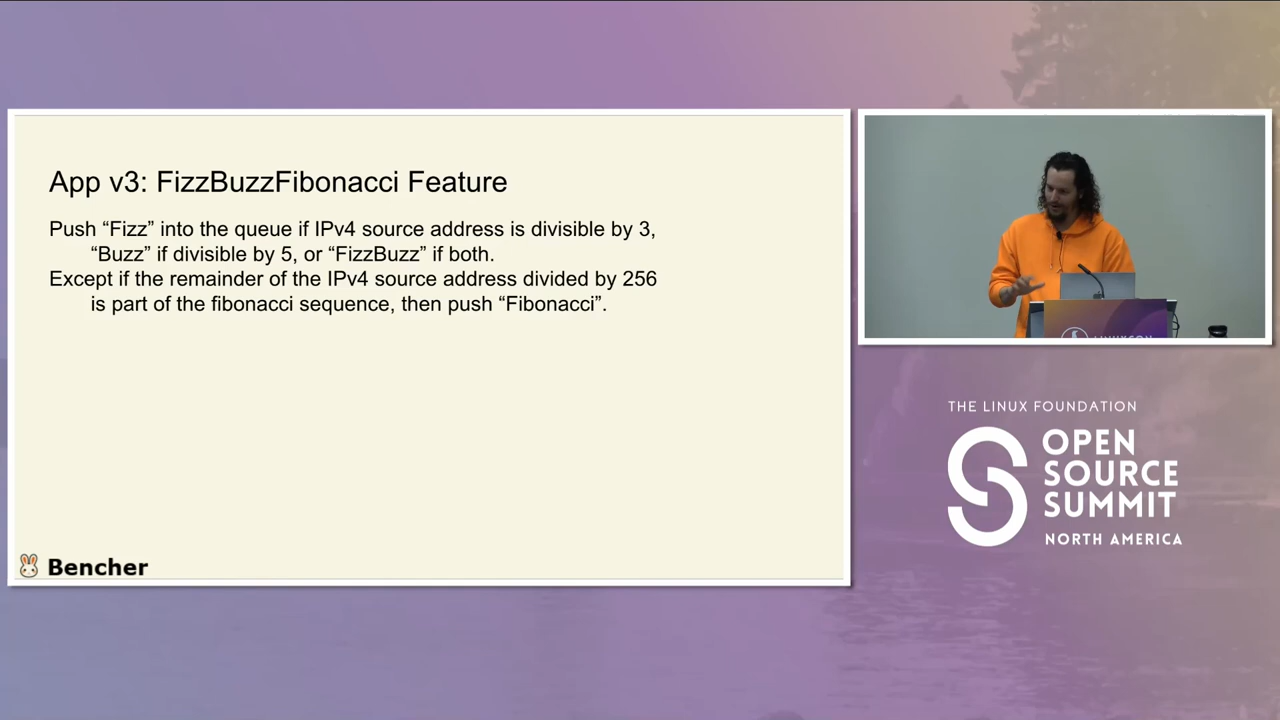 App v3: FizzBuzzFibonacci Feature
Push “Fizz” into the queue if IPv4 source address is divisible by 3,
“Buzz” if divisible by 5, or “FizzBuzz” if both.
Except if the remainder of the IPv4 source address divided by 256
is part of the fibonacci sequence, then push “Fibonacci”.
Bencher
THE LINUX FOUNDATION
OPEN
SOURCE
SUMMIT
NORTH AMERICA